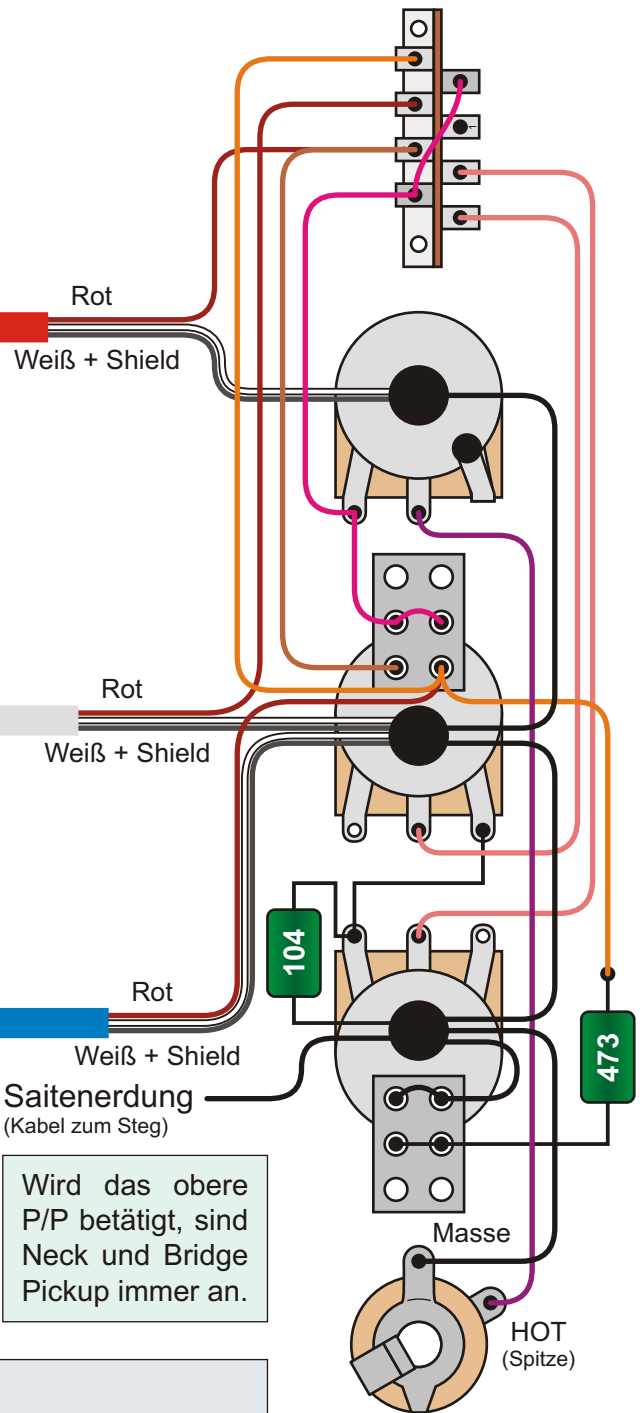 1
Rot
Weiß + Shield
Rot
Weiß + Shield
104
Rot
Weiß + Shield
473
Saitenerdung
(Kabel zum Steg)
Wird das obere
P/P betätigt, sind
Neck und Bridge
Pickup immer an.
Masse
HOT
(Spitze)